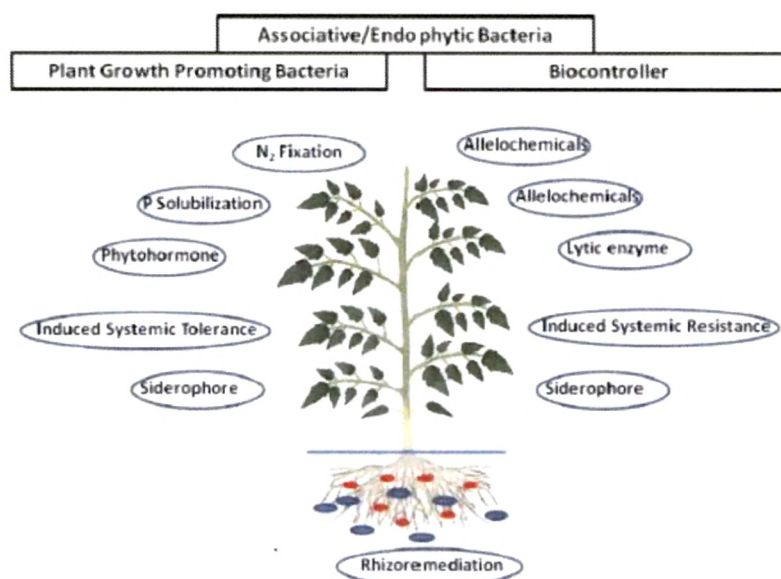 Associative/Endo phytic Bacteria
Plant Growth Promoting Bacteria
Biocontroller
N₂ Fixation
Allelochemicals
P Solubilization
Allelochemicals
Phytohormone
Lytic enzyme
Induced Systemic Tolerance
Induced Systemic Resistance
Siderophore
Siderophore
Rhizoremediation